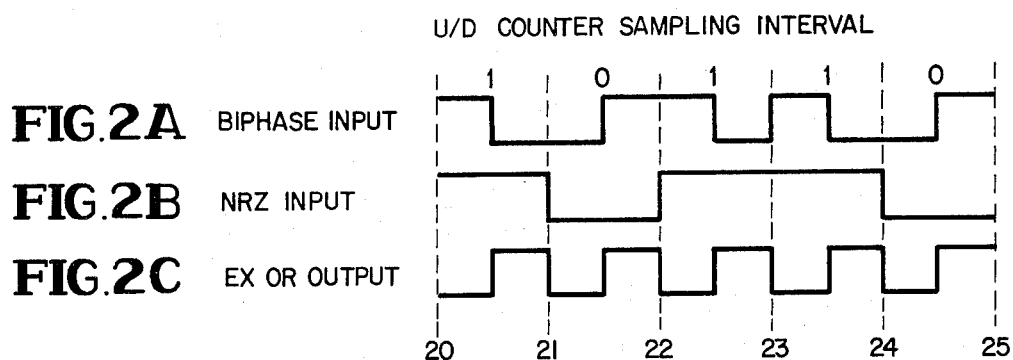 U/D COUNTER SAMPLING INTERVAL
1 0 1 1 0
FIG.2A BIPHASE INPUT
FIG.2B NRZ INPUT
FIG.2C EX OR OUTPUT
20 21 22 23 24 25